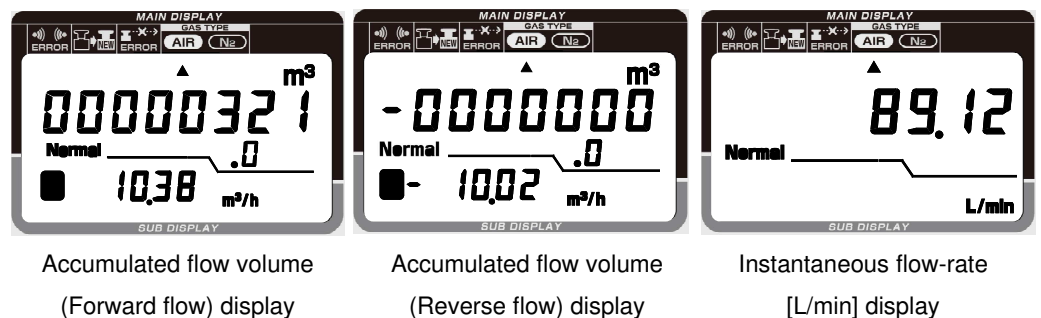 MAIN DISPLAY
ERROR NEW ERROR GAS TYPE AIR N2
m³
00000321
Normal .0
10.38 m³/h
SUB DISPLAY
Accumulated flow volume
(Forward flow) display
MAIN DISPLAY
ERROR NEW ERROR GAS TYPE AIR N2
m³
-0000000
Normal .0
- 10.02 m³/h
SUB DISPLAY
Accumulated flow volume
(Reverse flow) display
MAIN DISPLAY
ERROR NEW ERROR GAS TYPE AIR N2
89.12
Normal
L/min
SUB DISPLAY
Instantaneous flow-rate
[L/min] display